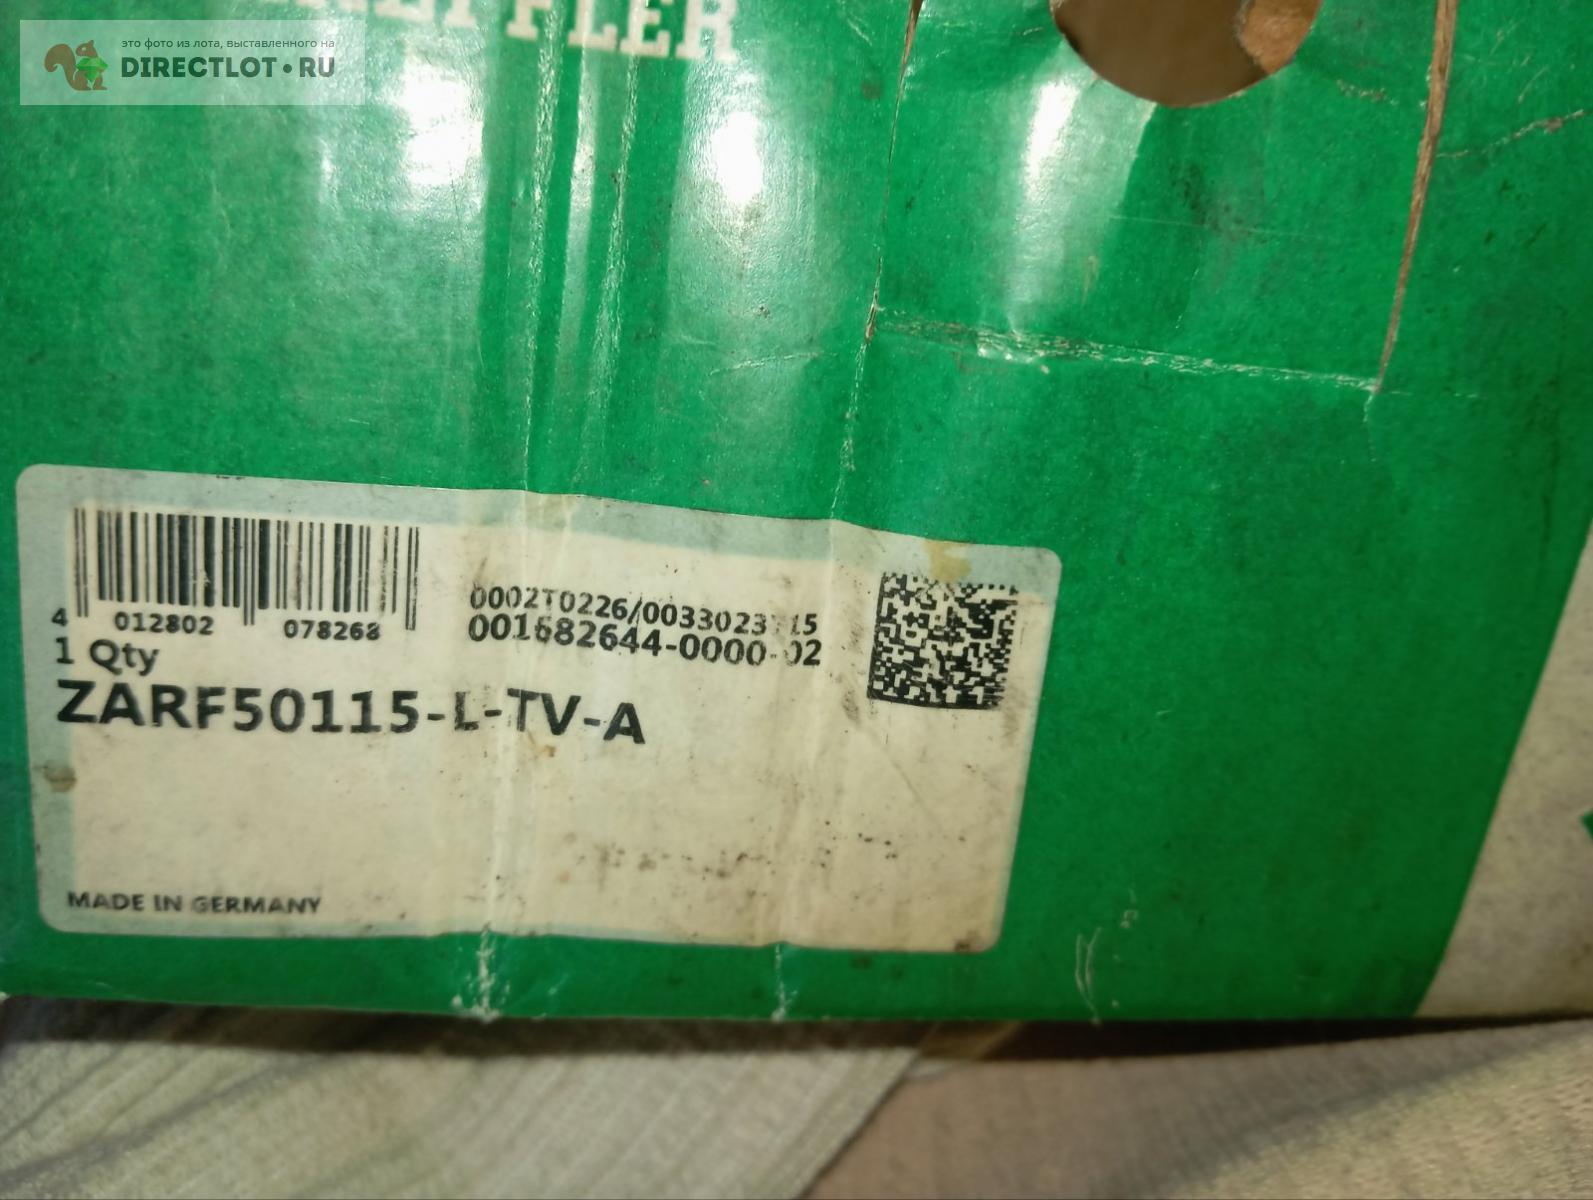 это фото из лота, выставленного на
DIRECTLOT•RU
4 012802 078268
1 Qty
0002T0226/0033023715
001682644-0000-02
ZARF50115-L-TV-A
MADE IN GERMANY